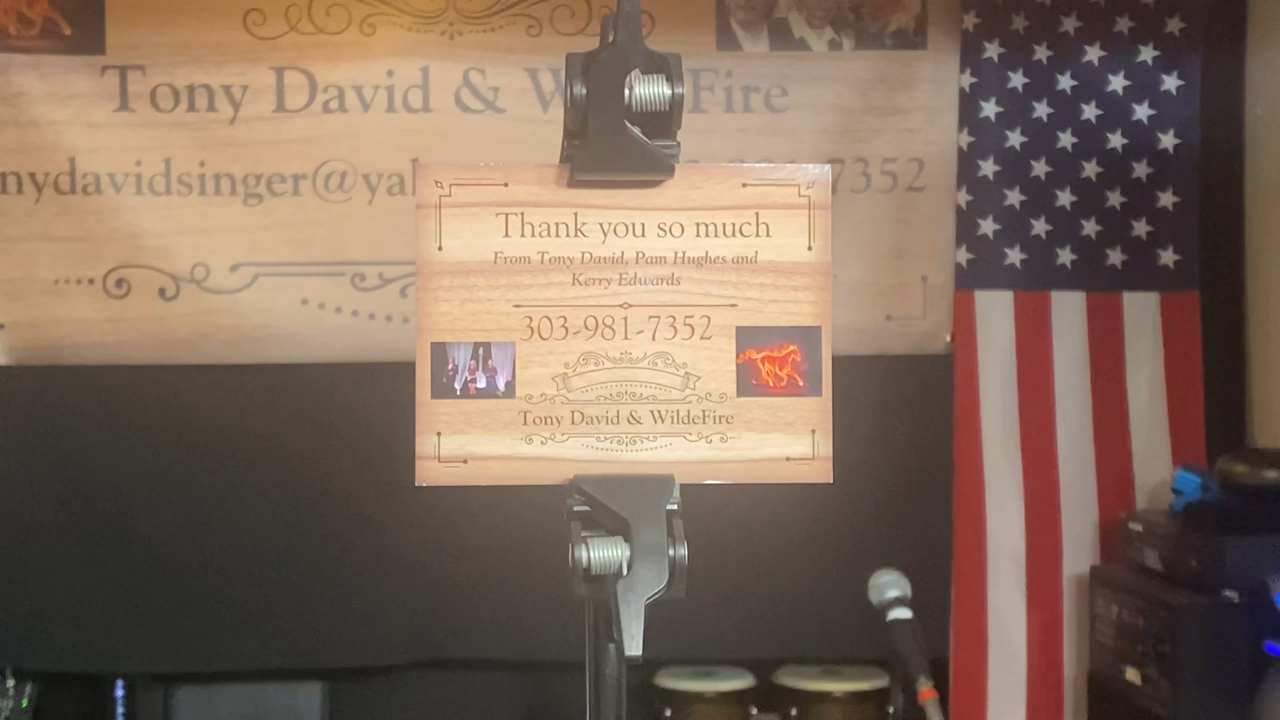 Tony David & W Fire
nydavidsinger@ya
7352
Thank you so much
From Tony David, Pam Hughes and
Kerry Edwards
303-981-7352
Tony David & WildeFire